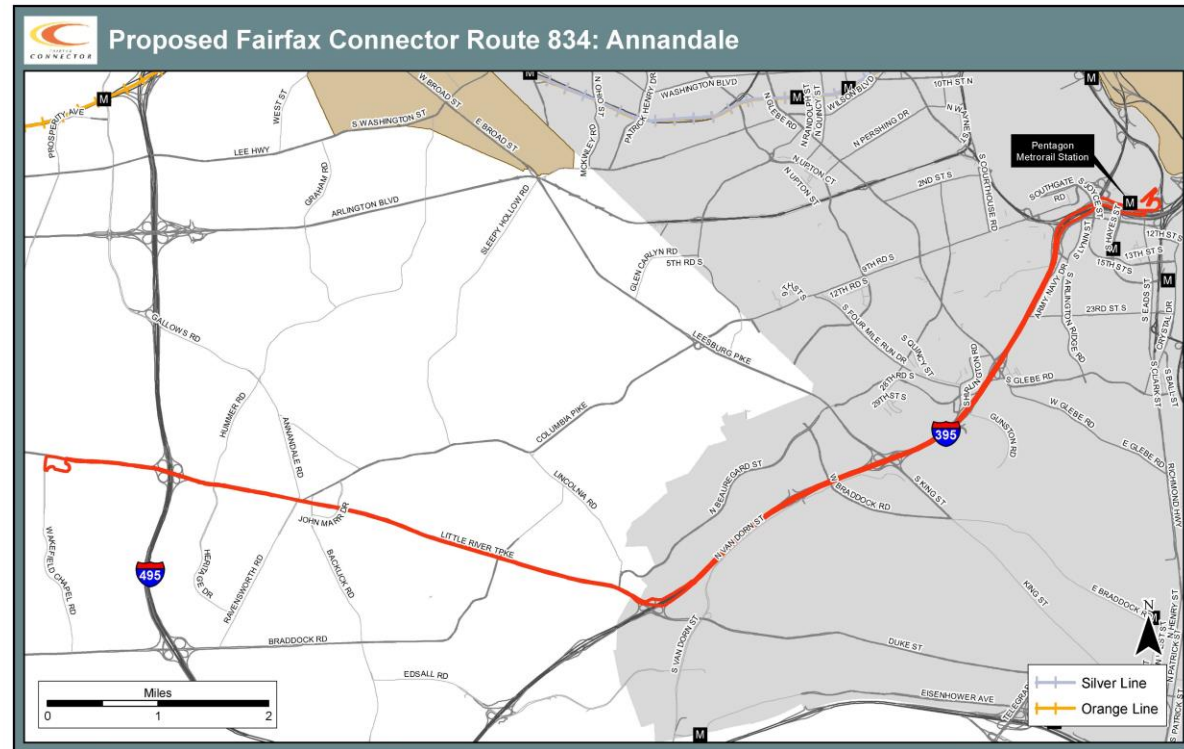 FAIRFAX
CONNECTOR
Proposed Fairfax Connector Route 834: Annandale
M
PROSPERITY AVE
WEST ST
W BROAD ST
S WASHINGTON ST
E BROAD ST
LEE HWY
GRAHAM RD
ARLINGTON BLVD
SLEEPY HOLLOW RD
M
N OHIO ST
PATRICK HENRY DR
MCKINLEY RD
WASHINGTON BLVD
N GLEBE RD
M
N RANDOLPH ST
N QUINCY ST
WILSON BLVD
M
10TH ST N
N WAYNE ST
N PERSHING DR
N UPTON CT
N UPTON ST
2ND ST S
S COURTHOUSE RD
M
Pentagon
Metrorail Station
SOUTHGATE
RD
S JOYCE ST
M
S HAYES ST
S LYNN ST
12TH ST S
M
13TH ST S
15TH ST S
M
GLEN CARLYN RD
5TH RD S
9TH RD S
12TH RD S
ARMY NAVY DR
S ARLINGTON RIDGE RD
23RD ST S
S EADS ST
CRYSTAL DR
S FOUR MILE RUN DR
S QUINCY ST
28TH RD S
29TH ST S
S GLEBE RD
W GLEBE RD
S CLARK ST
S BALL ST
GALLOWS RD
LEESBURG PIKE
HUMMER RD
ANNANDALE RD
COLUMBIA PIKE
395
GUNSTON RD
E GLEBE RD
RICHMOND HWY
LINCOLNIA RD
N BEAUREGARD ST
W BRADDOCK RD
S KING ST
JOHN MARR DR
LITTLE RIVER TPKE
N VAN DORN ST
WAKEFIELD CHAPEL RD
495
HERITAGE DR
RAVENSWORTH RD
BACKLICK RD
KING ST
E BRADDOCK RD
N
M
N HENRY ST
N PATRICK ST
BRADDOCK RD
S VAN DORN ST
DUKE ST
EDSALL RD
EISENHOWER AVE
S PATRICK ST
M
Miles
0 1 2
Silver Line
Orange Line